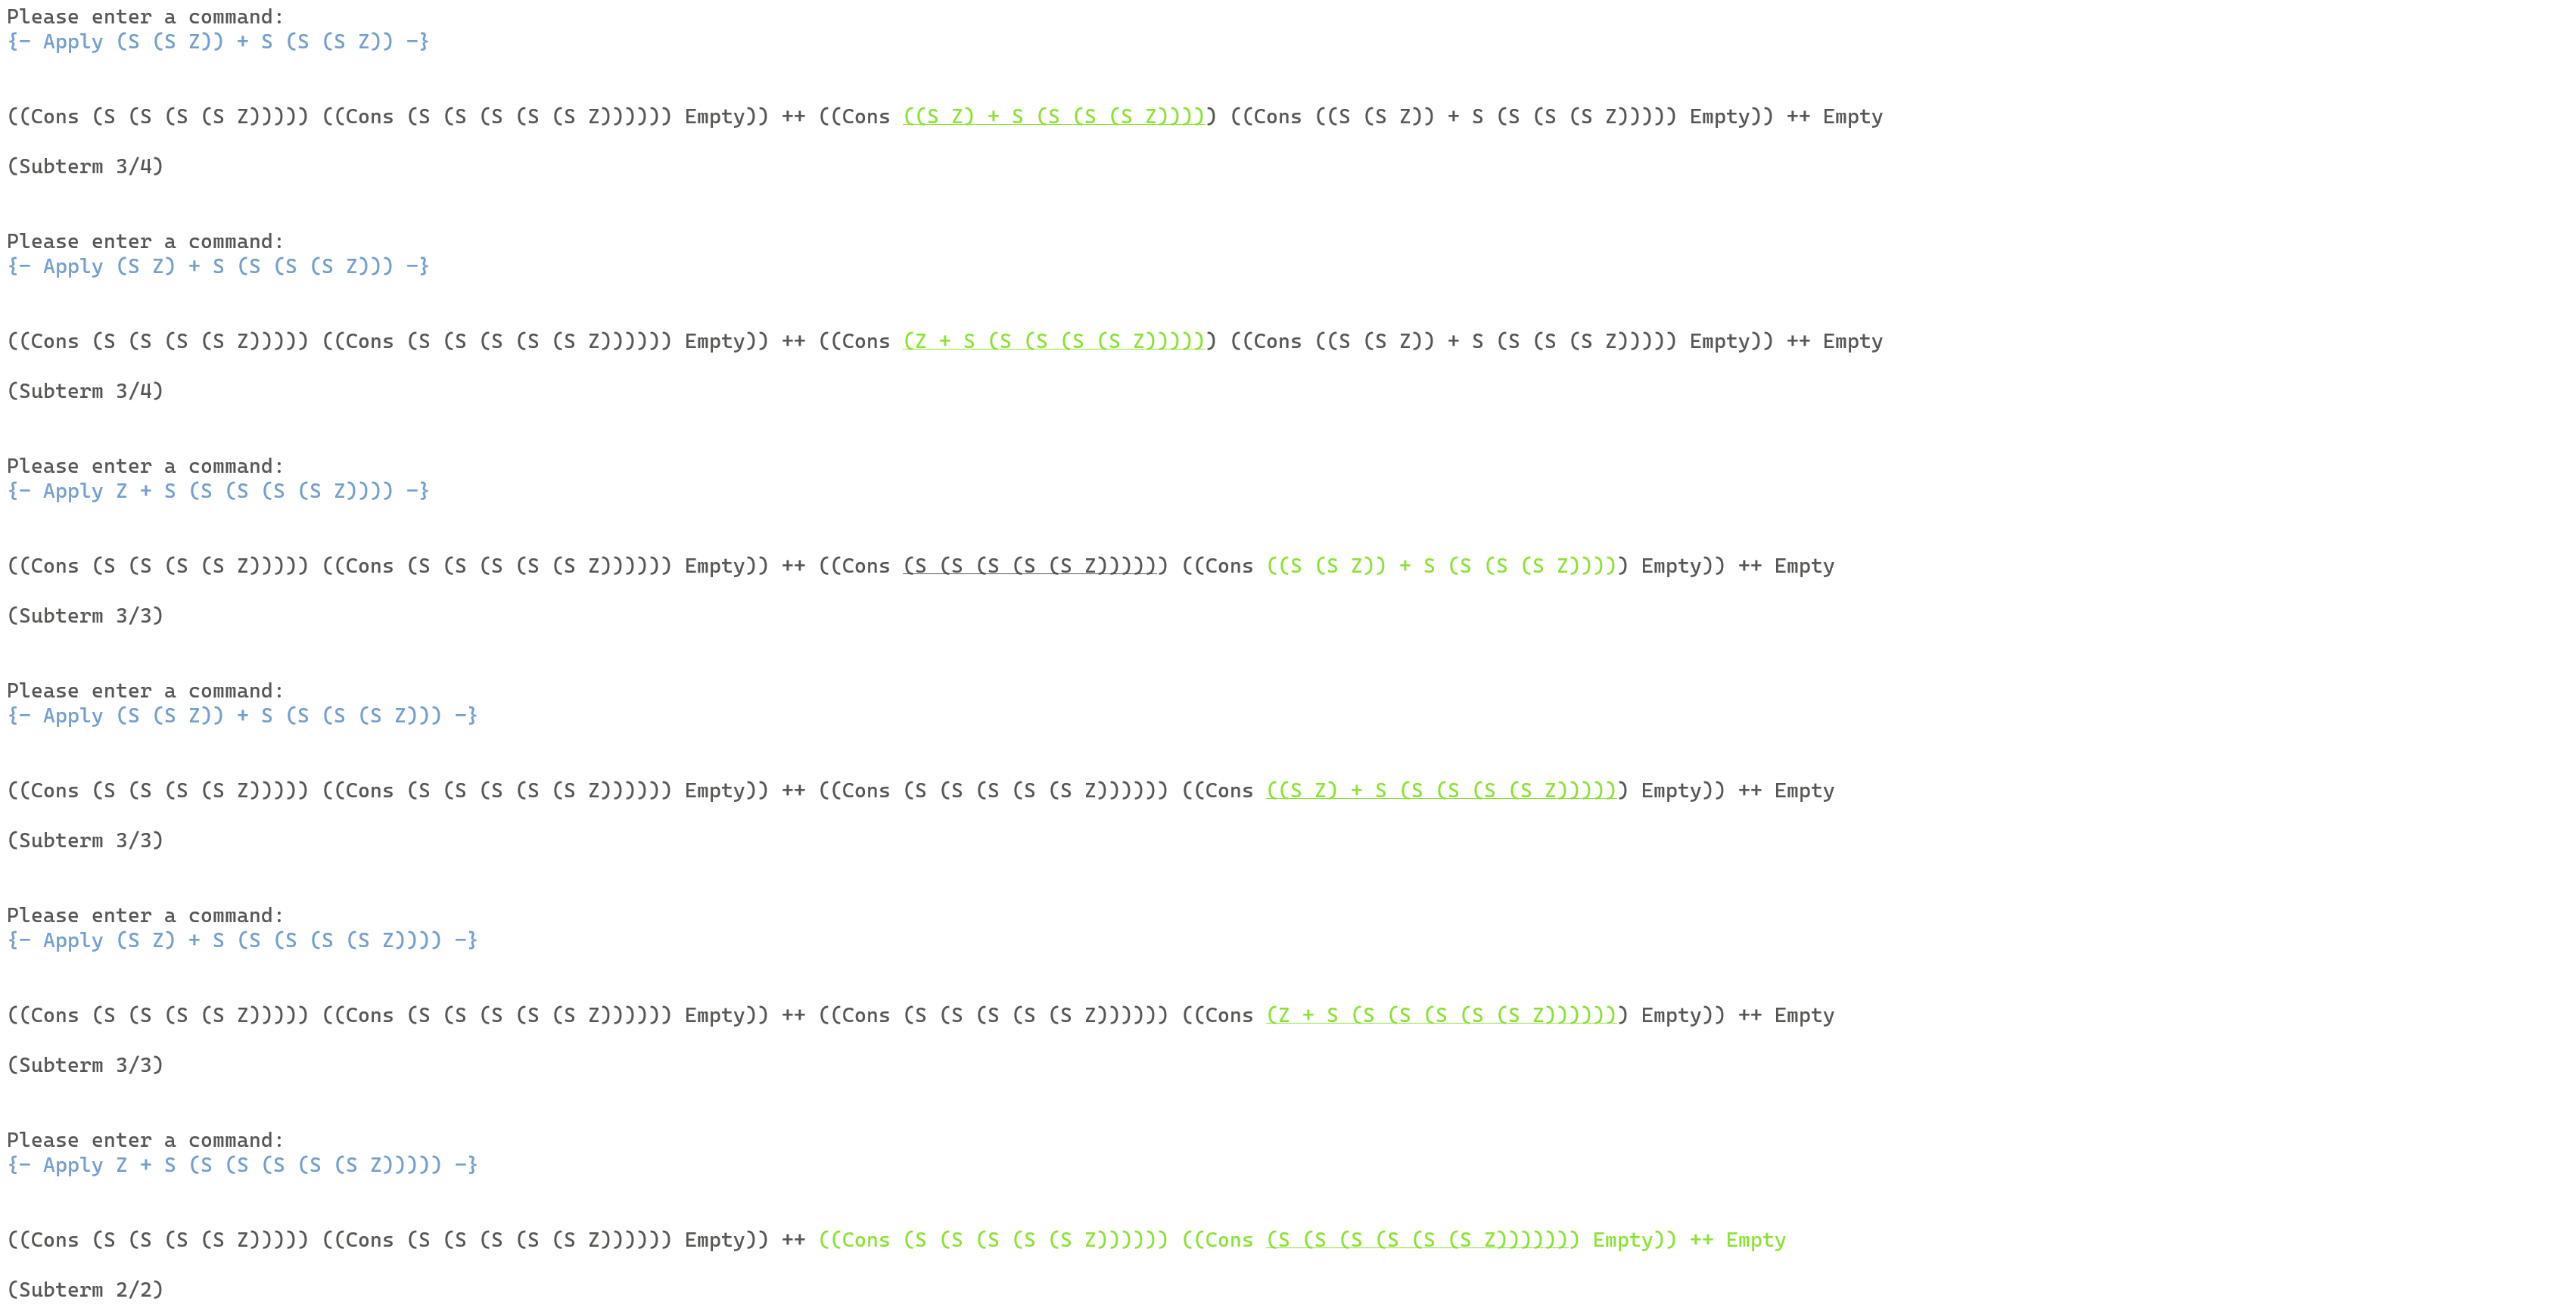 Please enter a command:
{- Apply (S (S Z)) + S (S (S Z)) -}
((Cons (S (S (S (S Z))))) ((Cons (S (S (S (S (S Z)))))) Empty)) ++ ((Cons ((S Z) + S (S (S (S Z))))) ((Cons ((S (S Z)) + S (S (S (S Z))))) Empty)) ++ Empty
(Subterm 3/4)
Please enter a command:
{- Apply (S Z) + S (S (S (S Z))) -}
((Cons (S (S (S (S Z))))) ((Cons (S (S (S (S (S Z)))))) Empty)) ++ ((Cons (Z + S (S (S (S (S Z)))))) ((Cons ((S (S Z)) + S (S (S (S Z))))) Empty)) ++ Empty
(Subterm 3/4)
Please enter a command:
{- Apply Z + S (S (S (S (S Z)))) -}
((Cons (S (S (S (S Z))))) ((Cons (S (S (S (S (S Z)))))) Empty)) ++ ((Cons (S (S (S (S (S Z)))))) ((Cons ((S (S Z)) + S (S (S (S Z))))) Empty)) ++ Empty
(Subterm 3/3)
Please enter a command:
{- Apply (S (S Z)) + S (S (S (S Z))) -}
((Cons (S (S (S (S Z))))) ((Cons (S (S (S (S (S Z)))))) Empty)) ++ ((Cons (S (S (S (S (S Z)))))) ((Cons ((S Z) + S (S (S (S (S Z)))))) Empty)) ++ Empty
(Subterm 3/3)
Please enter a command:
{- Apply (S Z) + S (S (S (S (S Z)))) -}
((Cons (S (S (S (S Z))))) ((Cons (S (S (S (S (S Z)))))) Empty)) ++ ((Cons (S (S (S (S (S Z)))))) ((Cons (Z + S (S (S (S (S (S Z))))))) Empty)) ++ Empty
(Subterm 3/3)
Please enter a command:
{- Apply Z + S (S (S (S (S (S Z))))) -}
((Cons (S (S (S (S Z))))) ((Cons (S (S (S (S (S Z)))))) Empty)) ++ ((Cons (S (S (S (S (S Z)))))) ((Cons (S (S (S (S (S (S Z))))))) Empty)) ++ Empty
(Subterm 2/2)